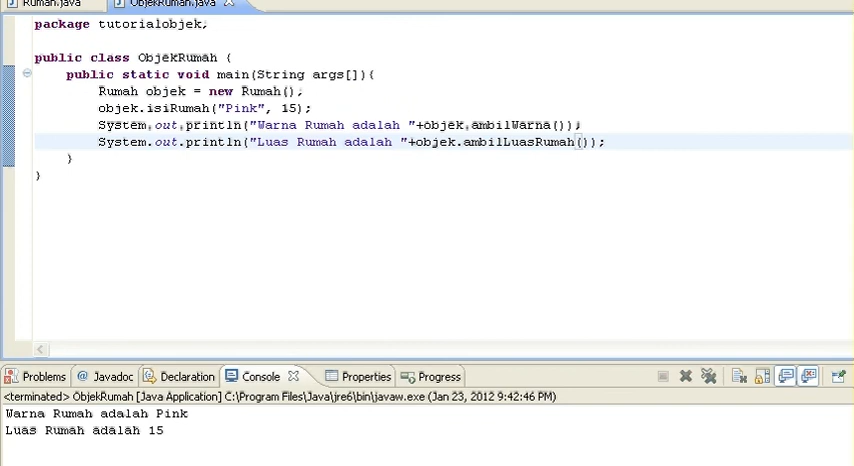 Rumah.java ObjekRumah.java
package tutorialobjek;
public class ObjekRumah {
public static void main(String args[]){
Rumah objek = new Rumah();
objek.isiRumah("Pink", 15);
System.out.println("Warna Rumah adalah "+objek.ambilWarna());
System.out.println("Luas Rumah adalah "+objek.ambilLuasRumah());
}
}
Problems @ Javadoc Declaration Console Properties Progress
<terminated> ObjekRumah [Java Application] C:\Program Files\Java\jre6\bin\javaw.exe (Jan 23, 2012 9:42:46 PM)
Warna Rumah adalah Pink
Luas Rumah adalah 15